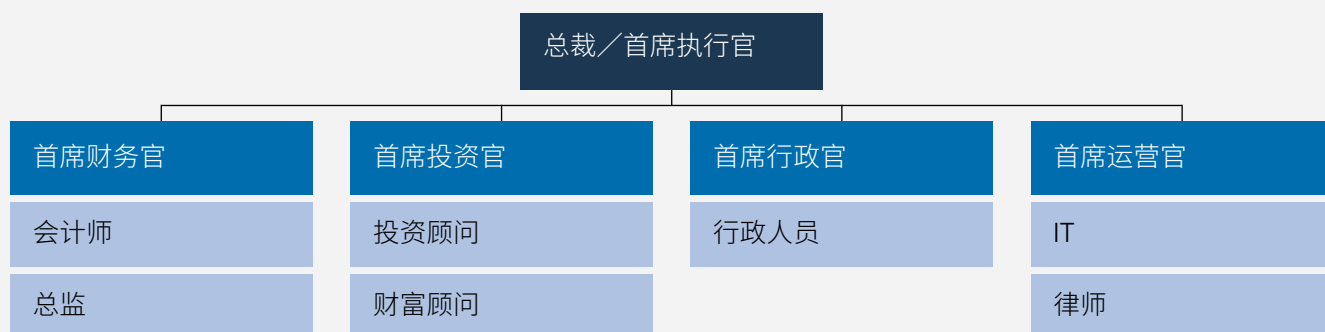 总裁／首席执行官
首席财务官
首席投资官
首席行政官
首席运营官
会计师
投资顾问
行政人员
IT
总监
财富顾问
律师